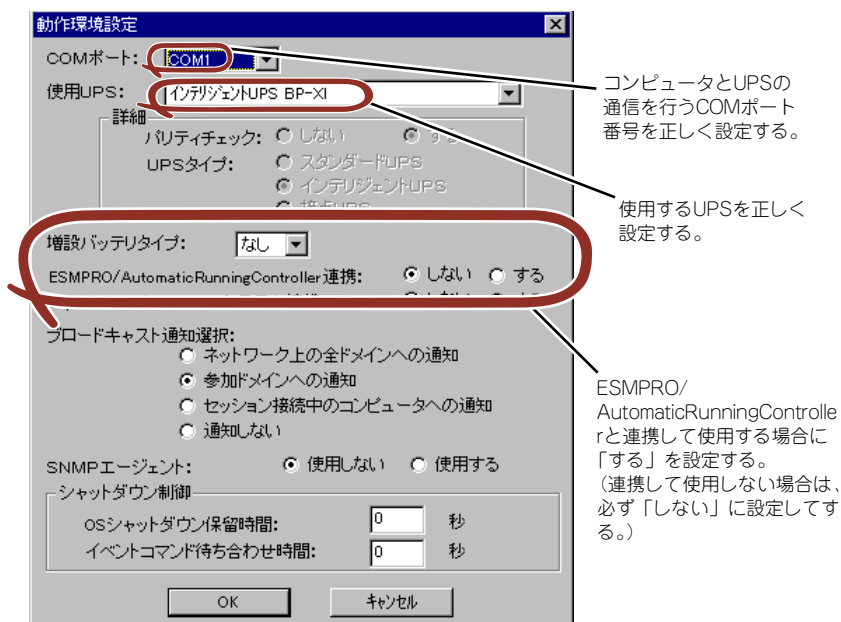 動作環境設定
COMポート: COM1
使用UPS: インテリジェントUPS BP-XI
詳細
パリティチェック: しない する
UPSタイプ: スタンダードUPS
インテリジェントUPS
接点UPS
増設バッテリタイプ: なし
ESMPRO/AutomaticRunningController連携: しない する
ブロードキャスト通知選択:
ネットワーク上の全ドメインへの通知
参加ドメインへの通知
セッション接続中のコンピュータへの通知
通知しない
SNMPエージェント: 使用しない 使用する
シャットダウン制御
OSシャットダウン保留時間: 0 秒
イベントコマンド待ち合わせ時間: 0 秒
OK キャンセル
コンピュータとUPSの
通信を行うCOMポート
番号を正しく設定する。
使用するUPSを正しく
設定する。
ESMPRO/
AutomaticRunningControlle
rと連携して使用する場合に
「する」を設定する。
(連携して使用しない場合は、
必ず「しない」に設定してす
る。)